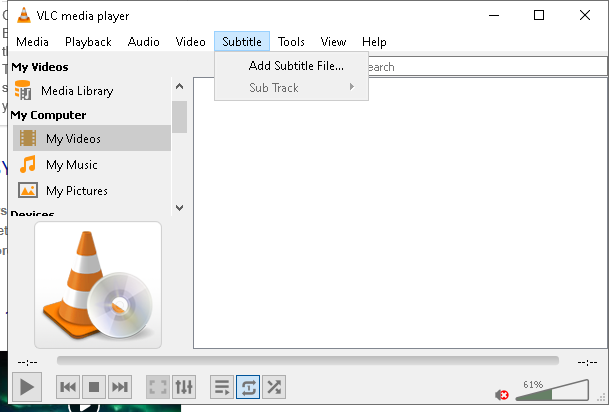 VLC media player
Media Playback Audio Video Subtitle Tools View Help
My Videos
Add Subtitle File...
earch
Media Library
Sub Track
My Computer
My Videos
My Music
My Pictures
Devices
--:--
--:--
61%